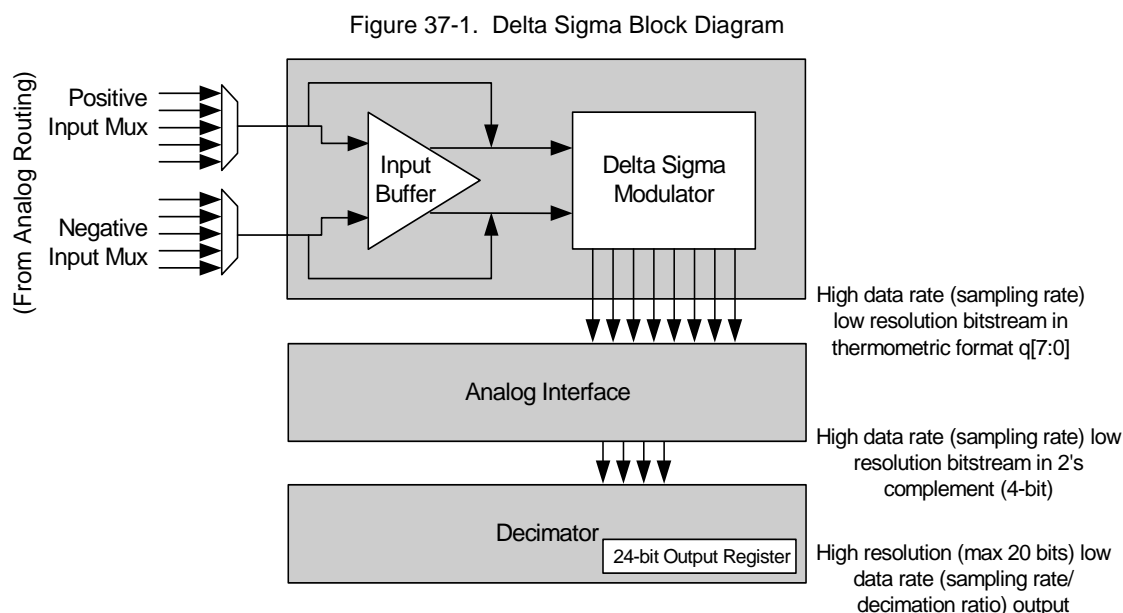 Figure 37-1. Delta Sigma Block Diagram
(From Analog Routing)
Positive
Input Mux
Negative
Input Mux
Input
Buffer
Delta Sigma
Modulator
High data rate (sampling rate)
low resolution bitstream in
thermometric format q[7:0]
Analog Interface
High data rate (sampling rate) low
resolution bitstream in 2's
complement (4-bit)
Decimator
24-bit Output Register
High resolution (max 20 bits) low
data rate (sampling rate/
decimation ratio) output